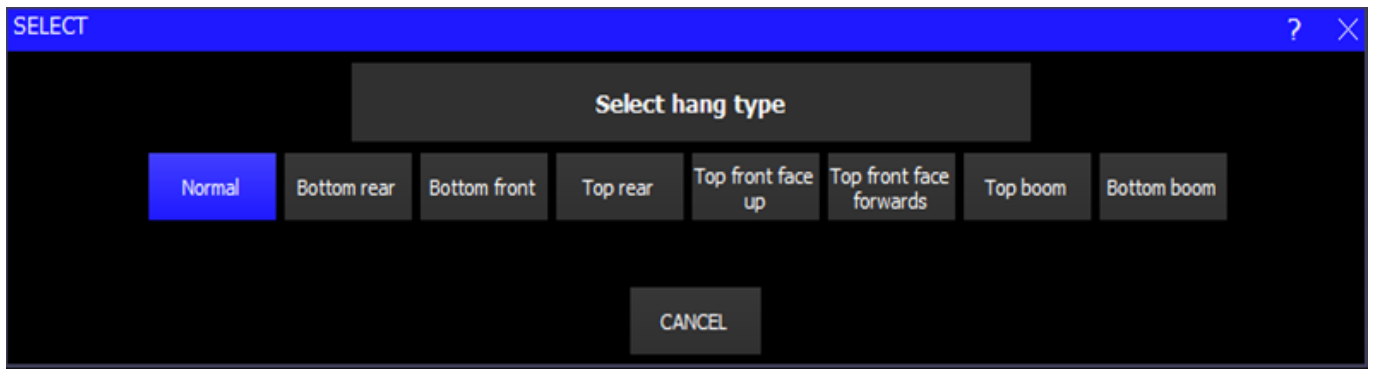 SELECT ? X
Select hang type
Normal Bottom rear Bottom front Top rear Top front face up Top front face forwards Top boom Bottom boom
CANCEL